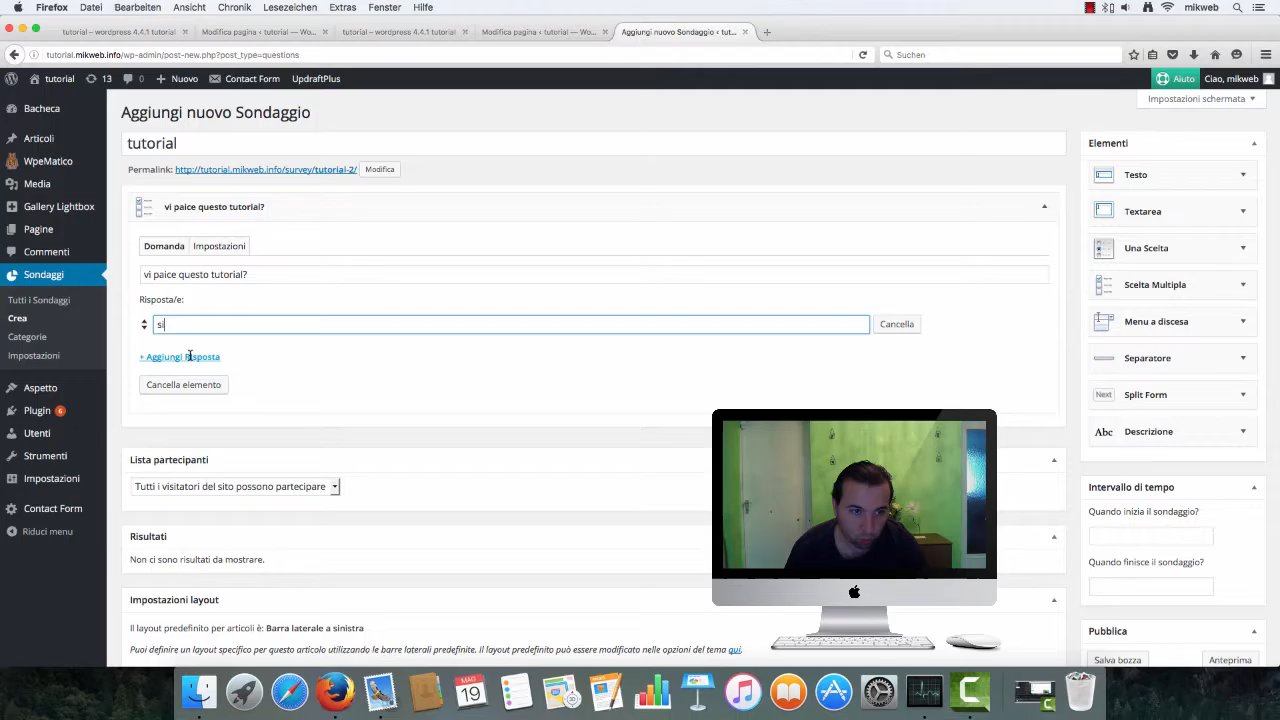 Firefox Datei Bearbeiten Ansicht Chronik Lesezeichen Extras Fenster Hilfe mikweb
tutorial – wordpress 4.4.1 tutorial × Modifica pagina ‹ tutorial — Wo... × tutorial – wordpress 4.4.1 tutorial × Modifica pagina ‹ tutorial — Wo... × Aggiungi nuovo Sondaggio ‹ tut... × +
tutorial.mikweb.info/wp-admin/post-new.php?post_type=questions Suchen
tutorial 13 0 + Nuovo Contact Form UpdraftPlus Aiuto Ciao, mikweb
Impostazioni schermata
Bacheca
Articoli
WpeMatico
Media
Gallery Lightbox
Pagine
Commenti
Sondaggi
Tutti i Sondaggi
Crea
Categorie
Impostazioni
Aspetto
Plugin 6
Utenti
Strumenti
Impostazioni
Contact Form
Riduci menu
Aggiungi nuovo Sondaggio
tutorial
Permalink: http://tutorial.mikweb.info/survey/tutorial-2/ Modifica
vi paice questo tutorial?
Domanda Impostazioni
vi paice questo tutorial?
Risposta/e:
si Cancella
+ Aggiungi Risposta
Cancella elemento
Lista partecipanti
Tutti i visitatori del sito possono partecipare
Risultati
Non ci sono risultati da mostrare.
Impostazioni layout
Il layout predefinito per articoli è: Barra laterale a sinistra
Puoi definire un layout specifico per questo articolo utilizzando le barre laterali predefinite. Il layout predefinito può essere modificato nelle opzioni del tema qui.
Elementi
Testo
Textarea
Una Scelta
Scelta Multipla
Menu a discesa
Separatore
Next Split Form
Abc Descrizione
Intervallo di tempo
Quando inizia il sondaggio?
Quando finisce il sondaggio?
Pubblica
Salva bozza Anteprima
MAG
19